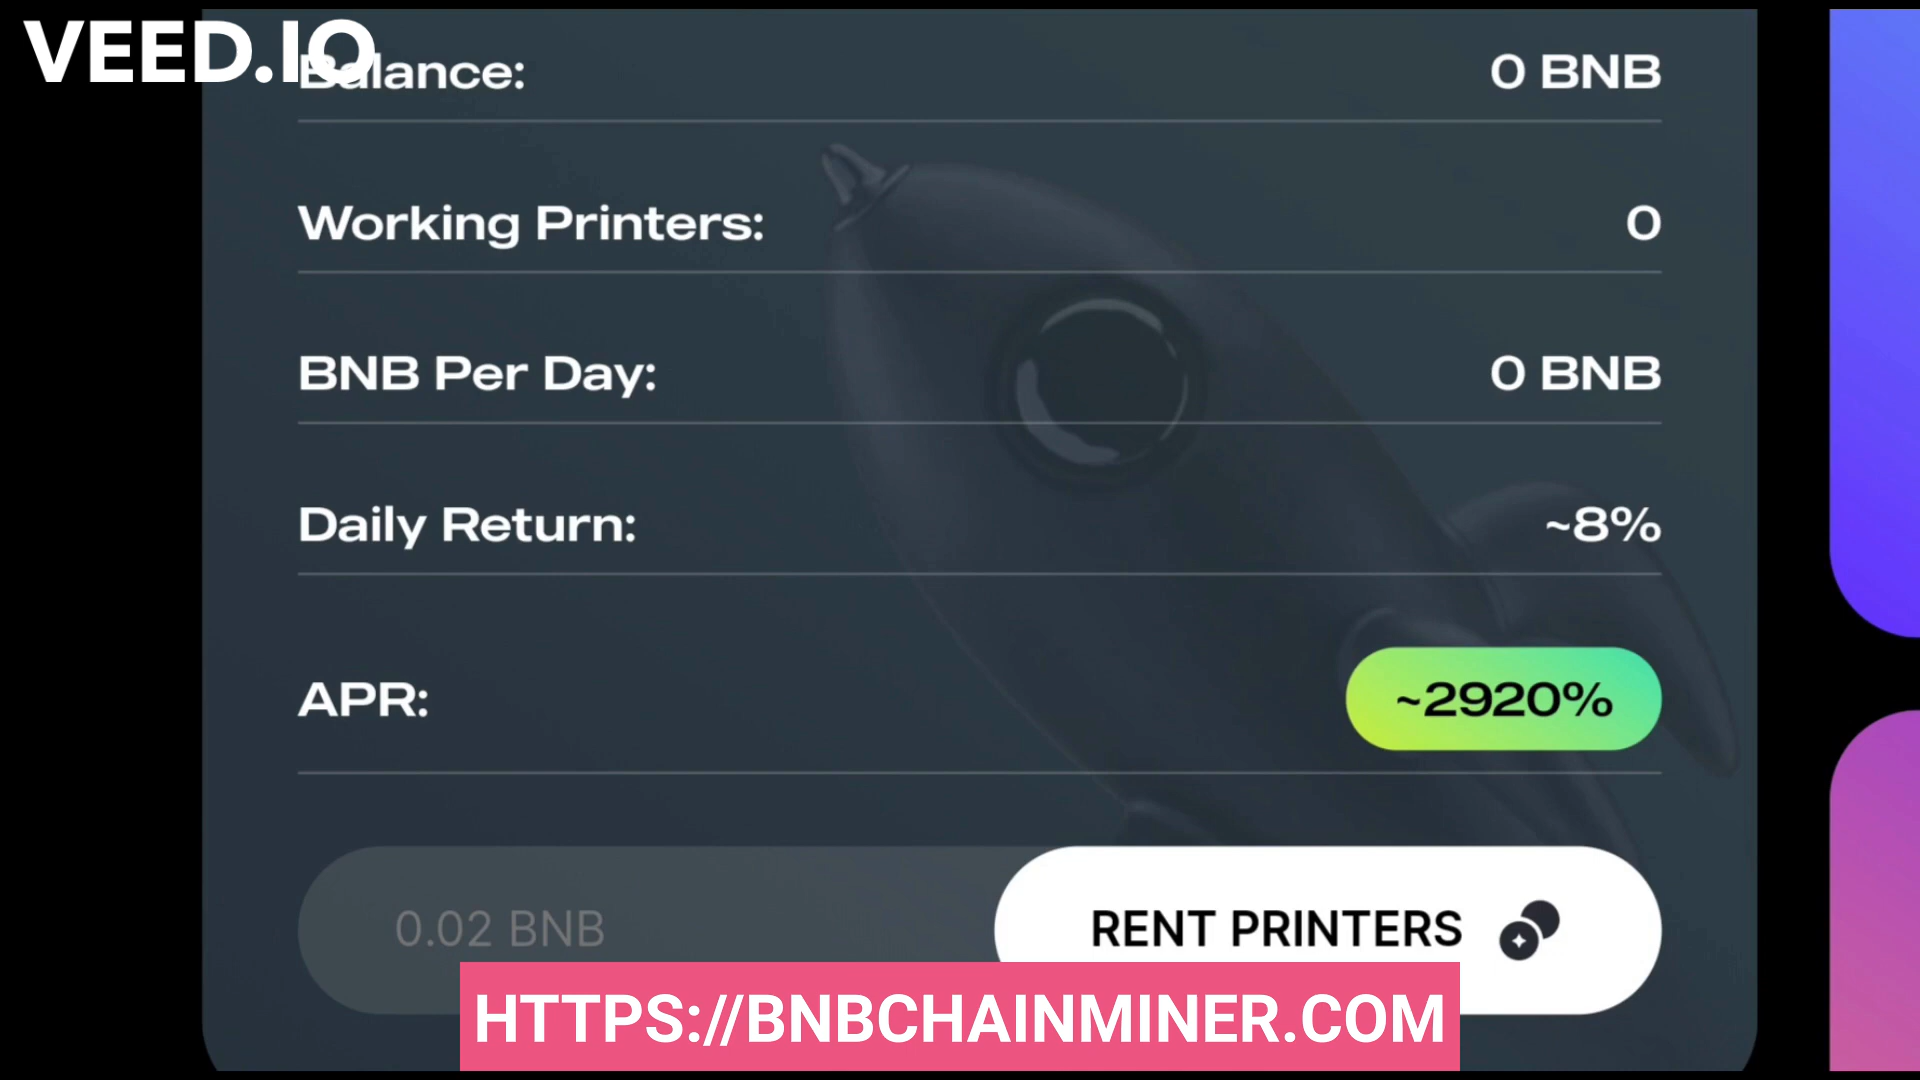 VEED.IO
Balance: 0 BNB
Working Printers: 0
BNB Per Day: 0 BNB
Daily Return: ~8%
APR: ~2920%
0.02 BNB RENT PRINTERS
HTTPS://BNBCHAINMINER.COM